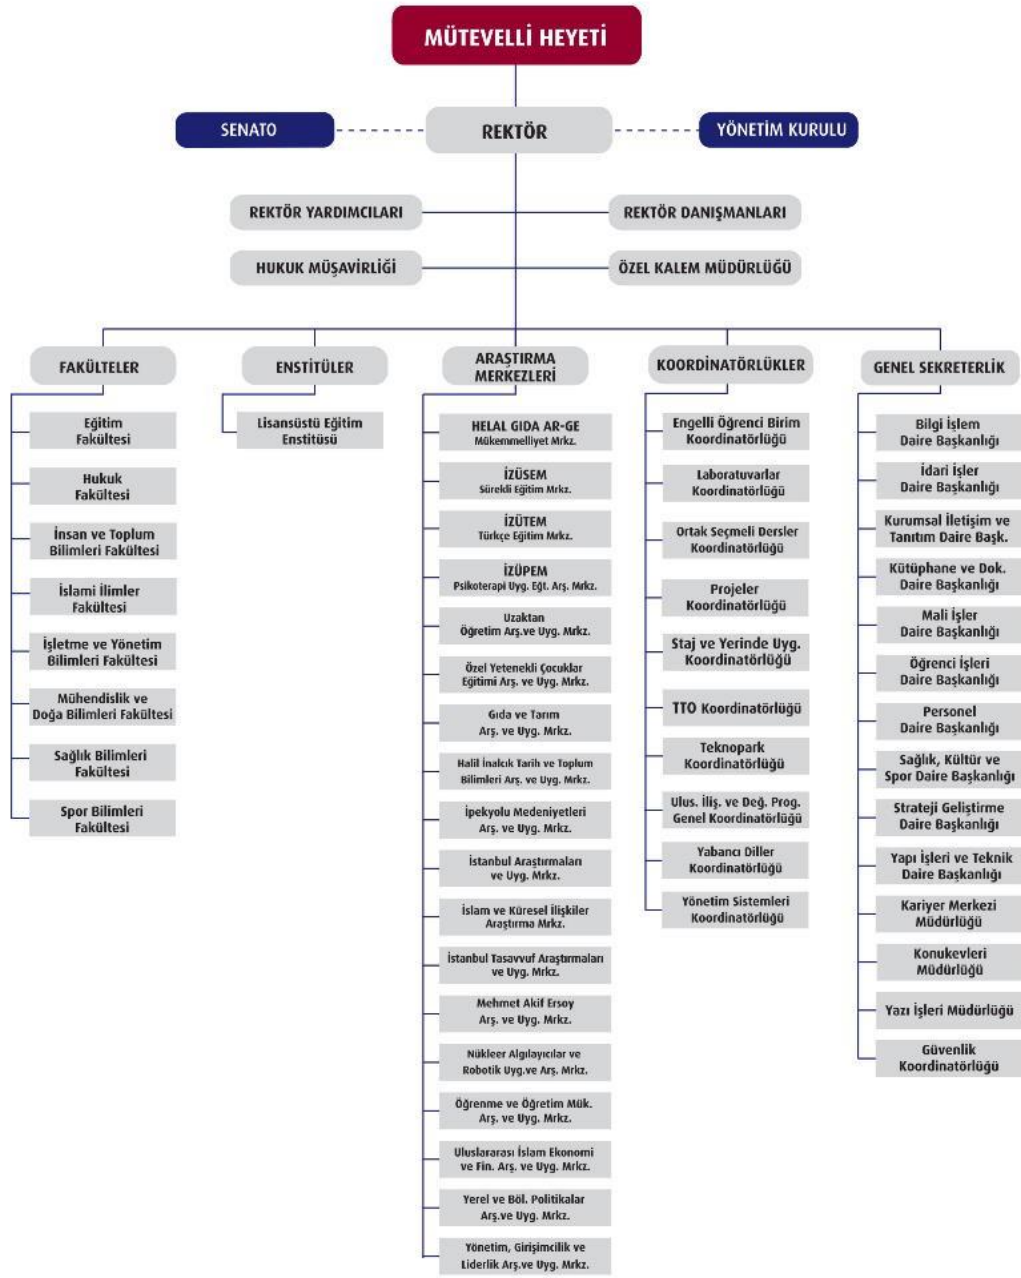 MÜTEVELLİ HEYETİ
SENATO
REKTÖR
YÖNETİM KURULU
REKTÖR YARDIMCILARI
REKTÖR DANIŞMANLARI
HUKUK MÜŞAVİRLİĞİ
ÖZEL KALEM MÜDÜRLÜĞÜ
FAKÜLTELER
Eğitim
Fakültesi
Hukuk
Fakültesi
İnsan ve Toplum
Bilimleri Fakültesi
İslami İlimler
Fakültesi
İşletme ve Yönetim
Bilimleri Fakültesi
Mühendislik ve
Doğa Bilimleri Fakültesi
Sağlık Bilimleri
Fakültesi
Spor Bilimleri
Fakültesi
ENSTİTÜLER
Lisansüstü Eğitim
Enstitüsü
ARAŞTIRMA
MERKEZLERİ
HELAL GIDA AR-GE
Mükemmelliyet Mrkz.
İZÜSEM
Sürekli Eğitim Mrkz.
İZÜTEM
Türkçe Eğitim Mrkz.
İZÜPEM
Psikoterapi Uyg. Eğt. Arş. Mrkz.
Uzaktan
Öğretim Arş.ve Uyg. Mrkz.
Özel Yetenekli Çocuklar
Eğitimi Arş. ve Uyg. Mrkz.
Gıda ve Tarım
Arş. ve Uyg. Mrkz.
Halil İnalcık Tarih ve Toplum
Bilimleri Arş. ve Uyg. Mrkz.
İpekyolu Medeniyetleri
Arş. ve Uyg. Mrkz.
İstanbul Araştırmaları
ve Uyg. Mrkz.
İslam ve Küresel İlişkiler
Araştırma Mrkz.
İstanbul Tasavvuf Araştırmaları
ve Uyg. Mrkz.
Mehmet Akif Ersoy
Arş. ve Uyg. Mrkz.
Nükleer Algılayıcılar ve
Robotik Uyg.ve Arş. Mrkz.
Öğrenme ve Öğretim Mük.
Arş. ve Uyg. Mrkz.
Uluslararası İslam Ekonomi
ve Fin. Arş. ve Uyg. Mrkz.
Yerel ve Böl. Politikalar
Arş.ve Uyg. Mrkz.
Yönetim, Girişimcilik ve
Liderlik Arş.ve Uyg. Mrkz.
KOORDİNATÖRLÜKLER
Engelli Öğrenci Birim
Koordinatörlüğü
Laboratuvarlar
Koordinatörlüğü
Ortak Seçmeli Dersler
Koordinatörlüğü
Projeler
Koordinatörlüğü
Staj ve Yerinde Uyg.
Koordinatörlüğü
TTO Koordinatörlüğü
Teknopark
Koordinatörlüğü
Ulus. İliş. ve Değ. Prog.
Genel Koordinatörlüğü
Yabancı Diller
Koordinatörlüğü
Yönetim Sistemleri
Koordinatörlüğü
GENEL SEKRETERLİK
Bilgi İşlem
Daire Başkanlığı
İdari İşler
Daire Başkanlığı
Kurumsal İletişim ve
Tanıtım Daire Başk.
Kütüphane ve Dok.
Daire Başkanlığı
Mali İşler
Daire Başkanlığı
Öğrenci İşleri
Daire Başkanlığı
Personel
Daire Başkanlığı
Sağlık, Kültür ve
Spor Daire Başkanlığı
Strateji Geliştirme
Daire Başkanlığı
Yapı İşleri ve Teknik
Daire Başkanlığı
Kariyer Merkezi
Müdürlüğü
Konukevleri
Müdürlüğü
Yazı İşleri Müdürlüğü
Güvenlik
Koordinatörlüğü